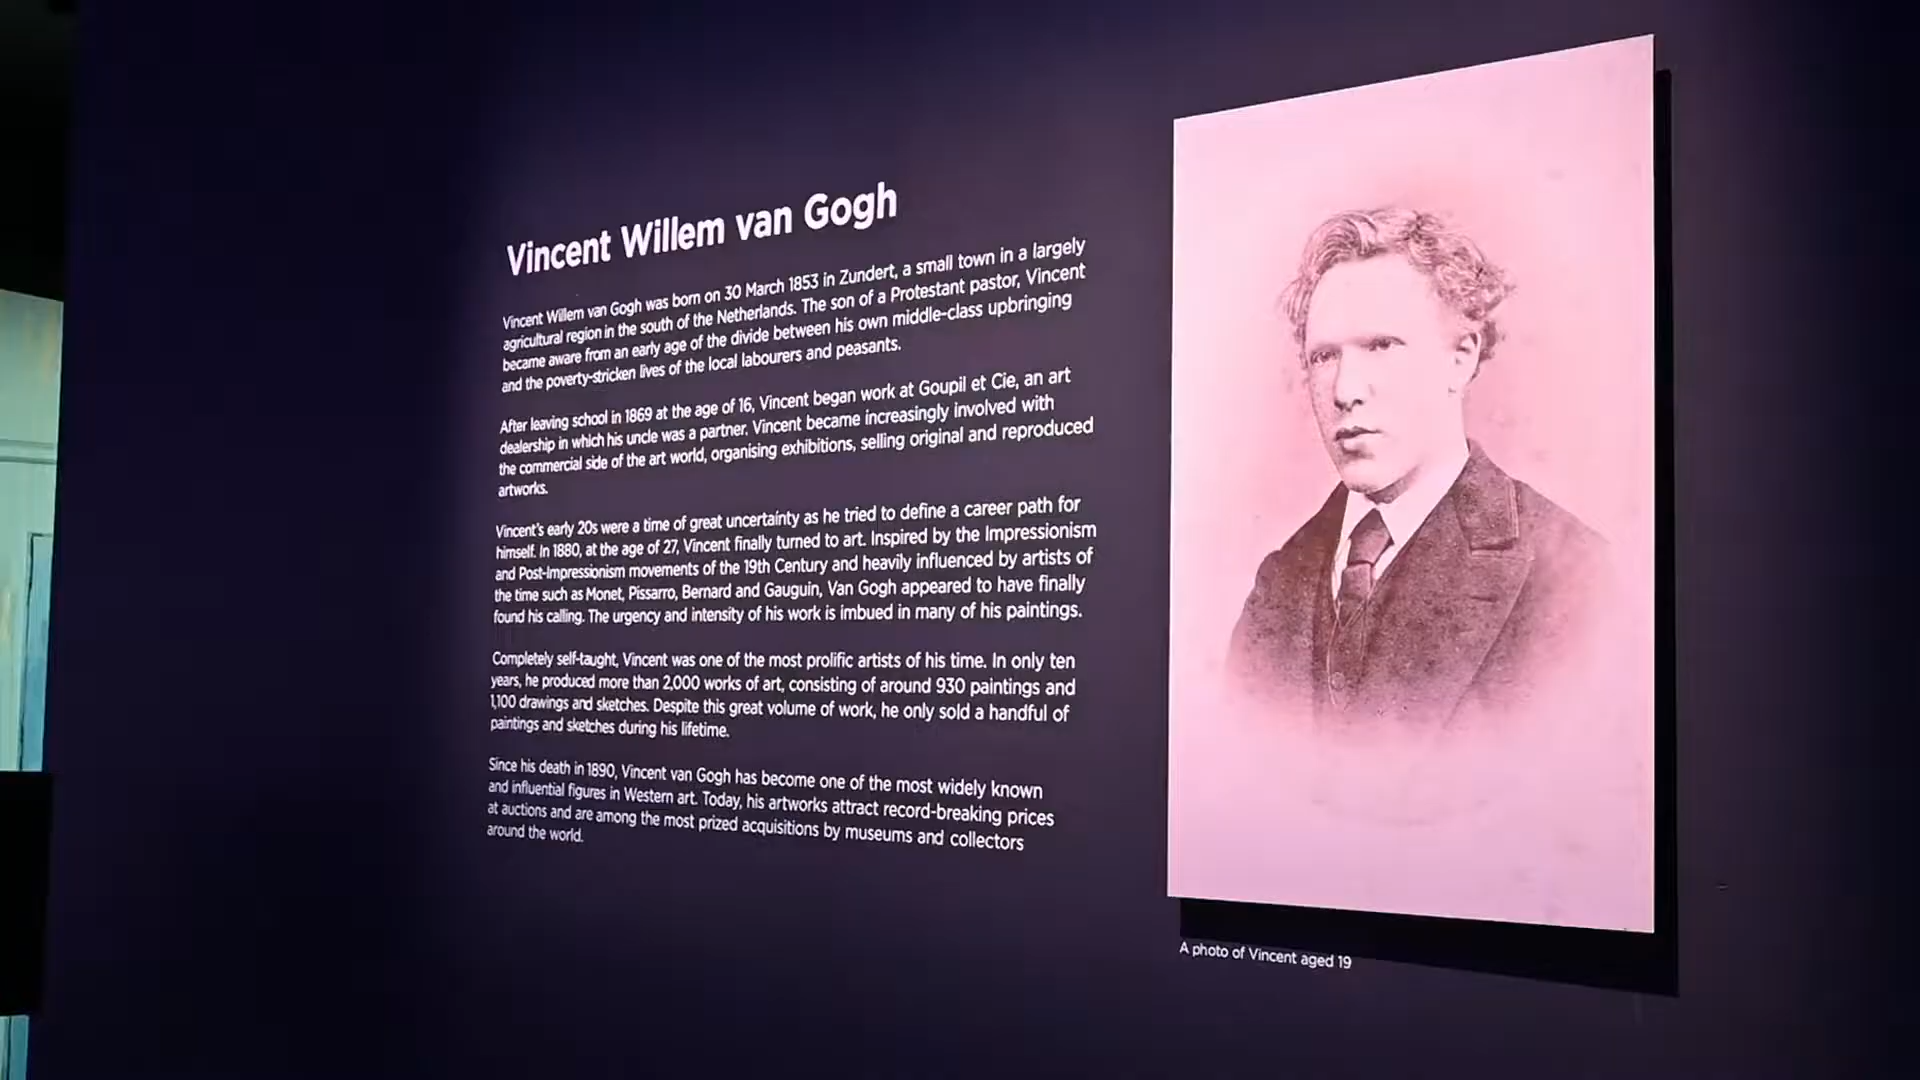 Vincent Willem van Gogh
Vincent Willem van Gogh was born on 30 March 1853 in Zundert, a small town in a largely
agricultural region in the south of the Netherlands. The son of a Protestant pastor, Vincent
became aware from an early age of the divide between his own middle-class upbringing
and the poverty-stricken lives of the local labourers and peasants.
After leaving school in 1869 at the age of 16, Vincent began work at Goupil et Cie, an art
dealership in which his uncle was a partner. Vincent became increasingly involved with
the commercial side of the art world, organising exhibitions, selling original and reproduced
artworks.
Vincent's early 20s were a time of great uncertainty as he tried to define a career path for
himself. In 1880, at the age of 27, Vincent finally turned to art. Inspired by the Impressionism
and Post-Impressionism movements of the 19th Century and heavily influenced by artists of
the time such as Monet, Pissarro, Bernard and Gauguin, Van Gogh appeared to have finally
found his calling. The urgency and intensity of his work is imbued in many of his paintings.
Completely self-taught, Vincent was one of the most prolific artists of his time. In only ten
years, he produced more than 2,000 works of art, consisting of around 930 paintings and
1,100 drawings and sketches. Despite this great volume of work, he only sold a handful of
paintings and sketches during his lifetime.
Since his death in 1890, Vincent van Gogh has become one of the most widely known
and influential figures in Western art. Today, his artworks attract record-breaking prices
at auctions and are among the most prized acquisitions by museums and collectors
around the world.
A photo of Vincent aged 19